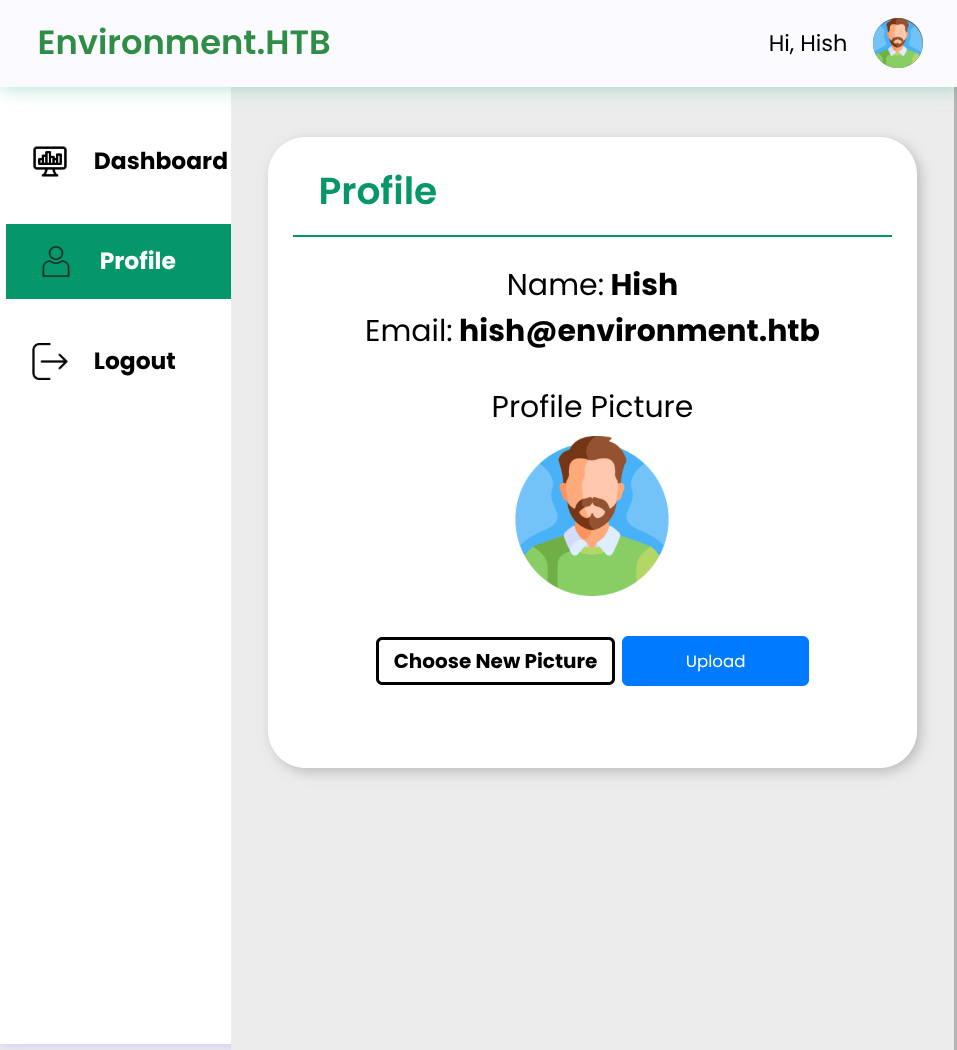 Environment.HTB
Hi, Hish
Dashboard
Profile
Logout
Profile
Name: Hish
Email: hish@environment.htb
Profile Picture
Choose New Picture
Upload